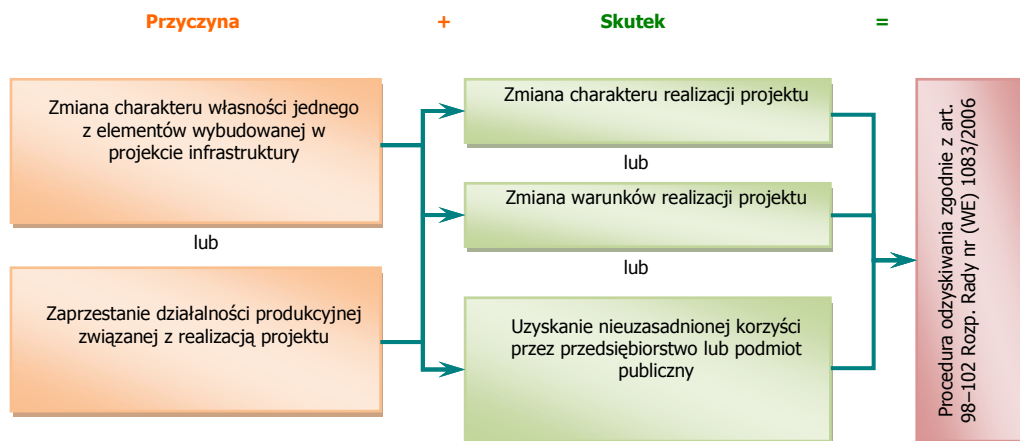 Przyczyna + Skutek =
Zmiana charakteru własności jednego
z elementów wybudowanej w
projekcie infrastruktury
lub
Zaprzestanie działalności produkcyjnej
związanej z realizacją projektu
Zmiana charakteru realizacji projektu
lub
Zmiana warunków realizacji projektu
lub
Uzyskanie nieuzasadnionej korzyści
przez przedsiębiorstwo lub podmiot
publiczny
Procedura odzyskiwania zgodnie z art.
98–102 Rozp. Rady nr (WE) 1083/2006